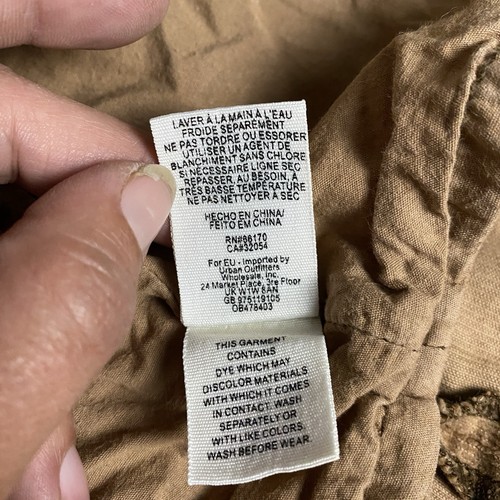 LAVER À LA MAIN À L'EAU
FROIDE SEPAREMENT
NE PAS TORDRE OU ESSORER
UTILISER UN AGENT DE
BLANCHIMENT SANS CHLORE
SI NECESSAIRE LIGNE SEC
REPASSER, AU BESOIN, À
TRÈS BASSE TEMPÉRATURE
NE PAS NETTOYER À SEC
HECHO EN CHINA/
FEITO EM CHINA
RN#66170
CA#32054
For EU - imported by
Urban Outfitters
Wholesale, Inc.
24 Market Place, 3re Floor
UK W1W 8AN
GB 975119105
OB478403
THIS GARMENT
CONTAINS
DYE WHICH MAY
DISCOLOR MATERIALS
WITH WHICH IT COMES
IN CONTACT. WASH
SEPARATELY OR
WITH LIKE COLORS.
WASH BEFORE WEAR.